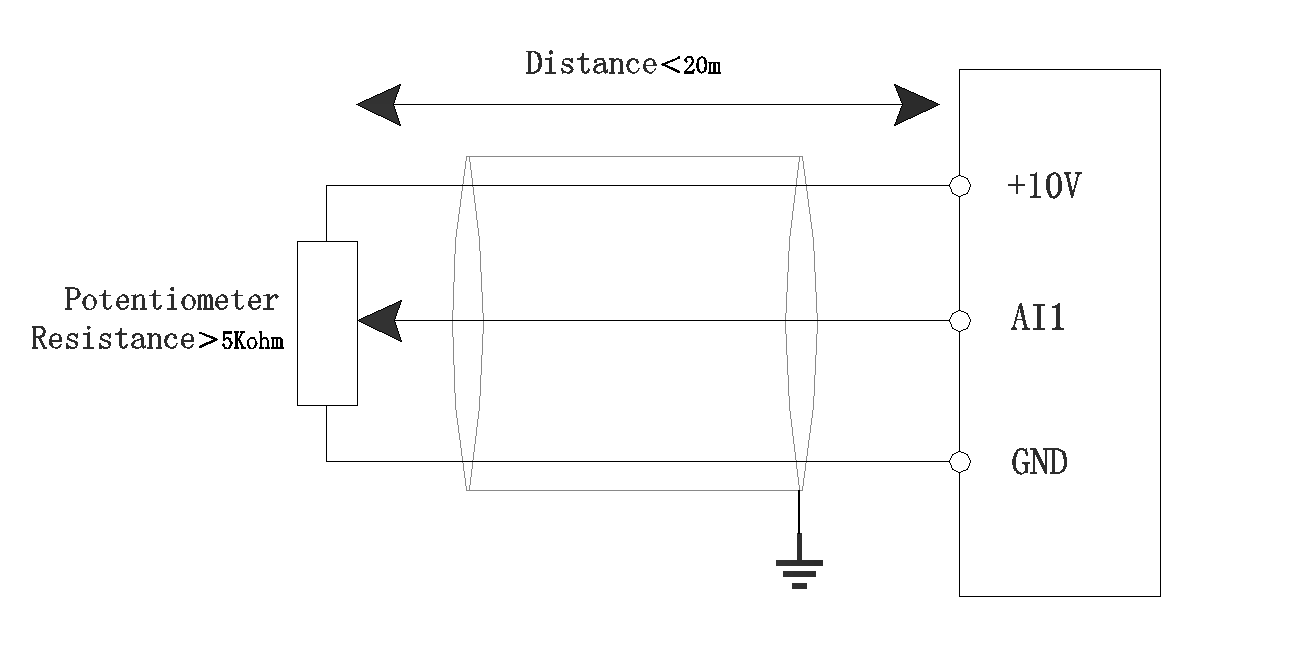 Distance<20m
+10V
Potentiometer
Resistance>5Kohm
AI1
GND